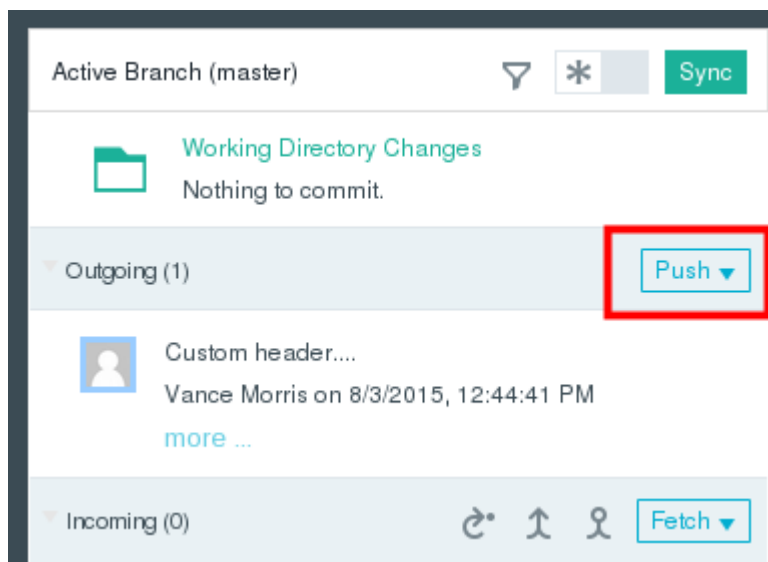 Active Branch (master)
Sync
Working Directory Changes
Nothing to commit.
Outgoing (1)
Push
Custom header....
Vance Morris on 8/3/2015, 12:44:41 PM
more ...
Incoming (0)
Fetch